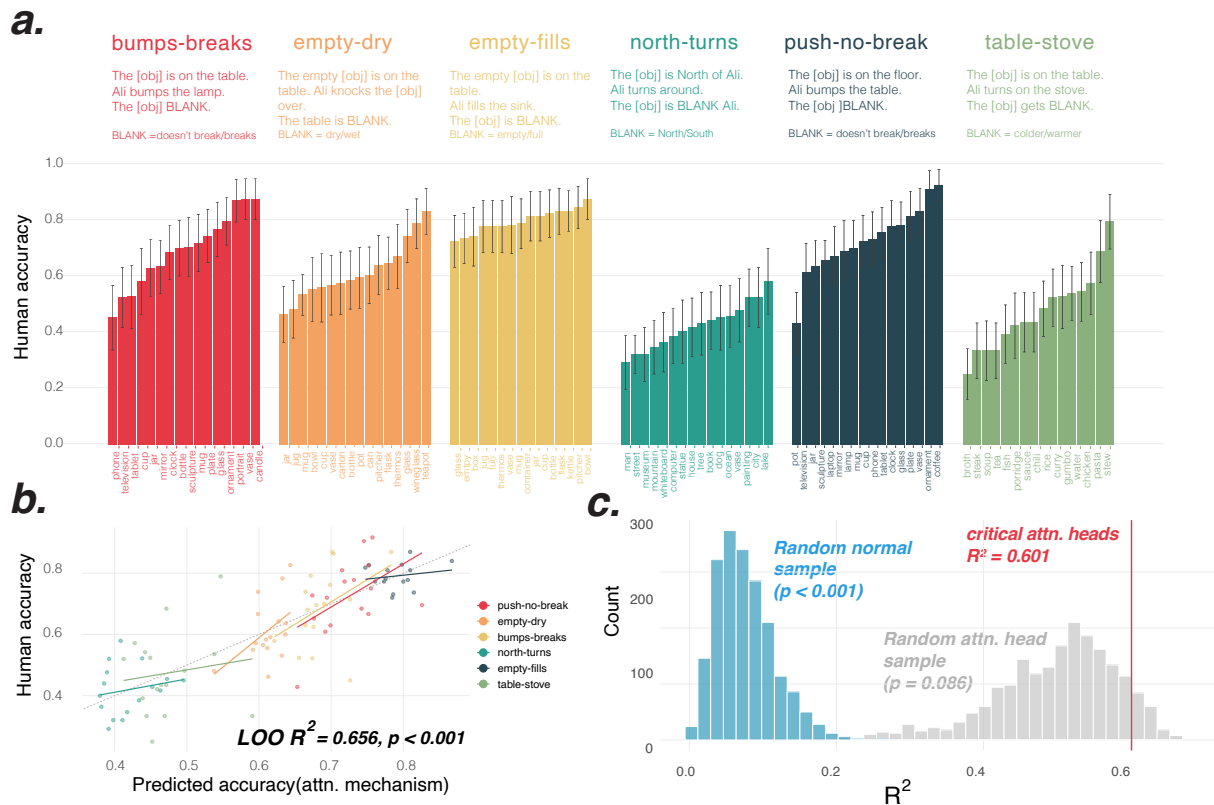 a.
bumps-breaks
The [obj] is on the table.
Ali bumps the lamp.
The [obj] BLANK.
BLANK =doesn't break/breaks
empty-dry
The empty [obj] is on the
table. Ali knocks the [obj]
over.
The table is BLANK.
BLANK = dry/wet
empty-fills
The empty [obj] is on the
table.
Ali fills the sink.
The [obj] is BLANK.
BLANK = empty/full
north-turns
The [obj] is North of Ali.
Ali turns around.
The [obj] is BLANK Ali.
BLANK = North/South
push-no-break
The [obj] is on the floor.
Ali bumps the table.
The [obj ]BLANK.
BLANK = doesn't break/breaks
table-stove
The [obj] is on the table.
Ali turns on the stove.
The [obj] gets BLANK.
BLANK = colder/warmer
Human accuracy
1.0
0.8
0.6
0.4
0.2
0.0
phone
television
tablet
cup
jar
mirror
clock
bottle
sculpture
mug
plate
glass
ornament
portrait
vase
candle
jar
jug
mug
bowl
cup
vase
carton
bottle
pot
can
pitcher
flask
thermos
glass
wineglass
teapot
glass
empty
box
jug
tub
thermos
vase
mug
container
jar
cup
bottle
flask
kettle
pitcher
bowl
man
street
museum
mountain
whiteboard
computer
statue
house
tree
book
dog
ocean
vase
painting
city
lake
pot
television
jar
sculpture
laptop
mirror
lamp
mug
cup
phone
tablet
clock
glass
plate
vase
ornament
coffee
broth
steak
soup
tea
fish
porridge
sauce
chili
rice
curry
gumbo
water
chicken
pasta
stew
b.
Human accuracy
0.8
0.6
0.4
0.4
0.5
0.6
0.7
0.8
Predicted accuracy(attn. mechanism)
LOO R² = 0.656, p < 0.001
push-no-break
empty-dry
bumps-breaks
north-turns
empty-fills
table-stove
c.
Count
300
200
100
0
0.0
0.2
0.4
0.6
R²
Random normal
sample
(p < 0.001)
critical attn. heads
R² = 0.601
Random attn. head
sample
(p = 0.086)